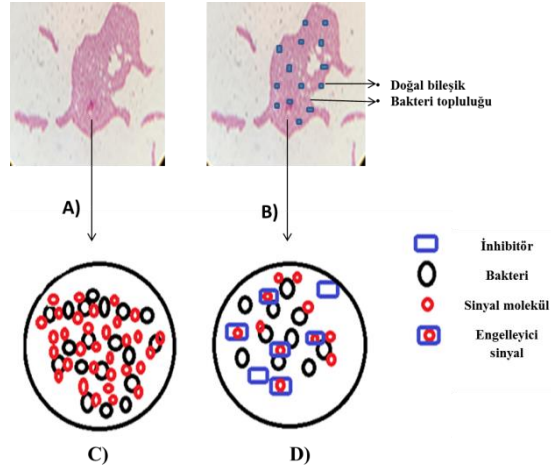 Doğal bileşik
Bakteri topluluğu
A)
B)
İnhibitör
Bakteri
Sinyal molekül
Engelleyici
sinyal
C)
D)